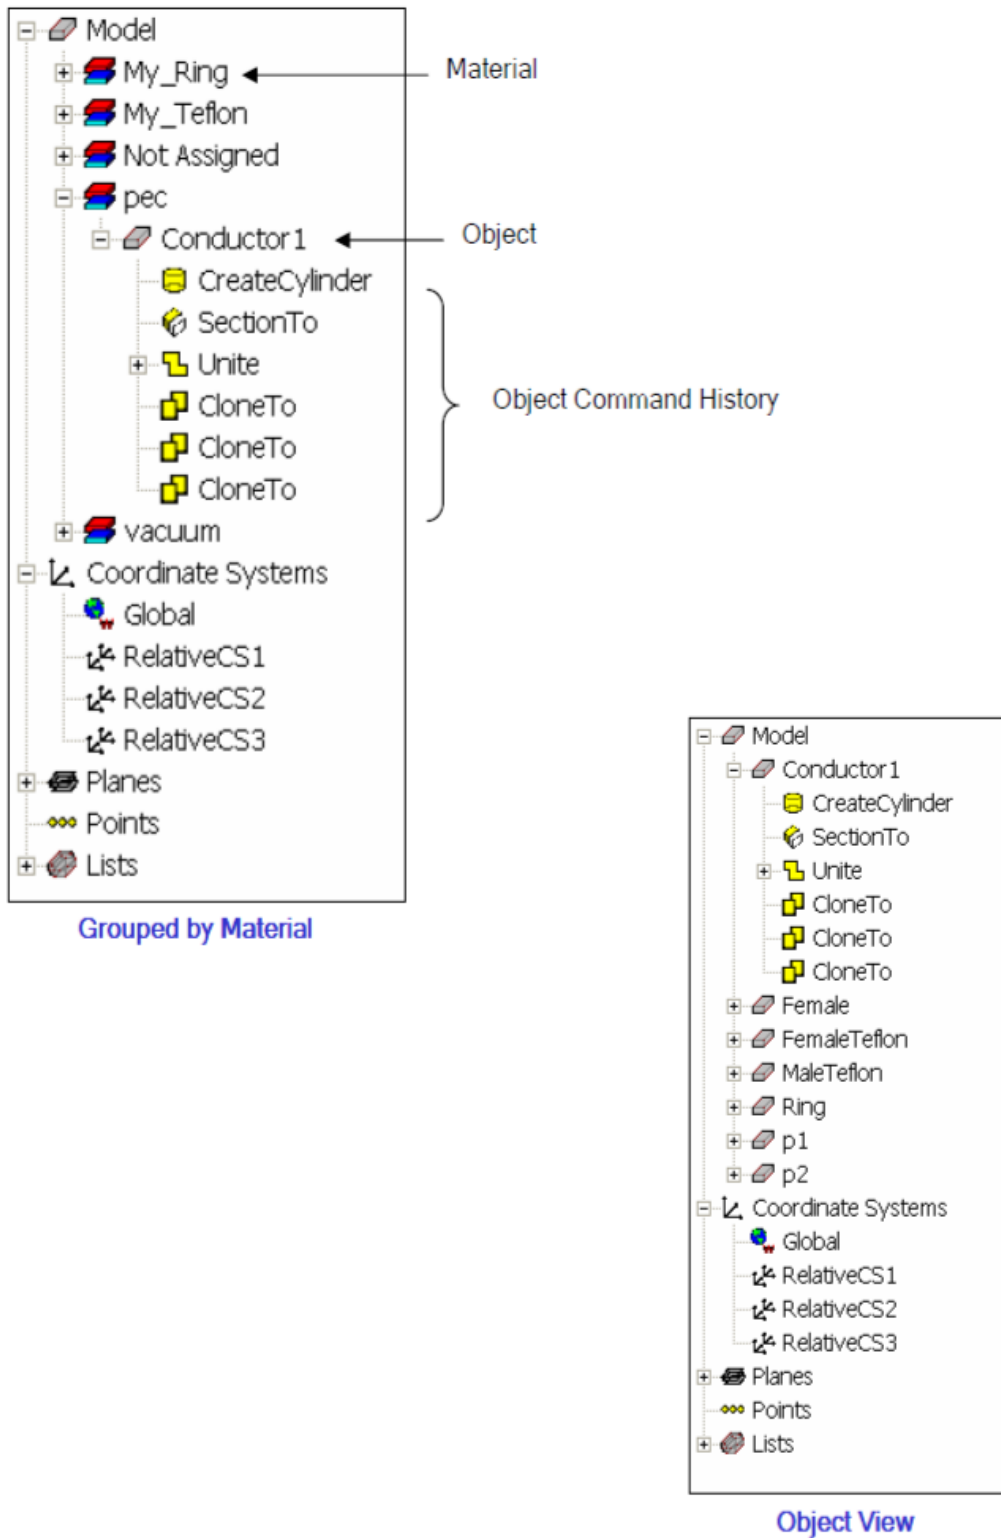 Model
My_Ring
Material
My_Teflon
Not Assigned
pec
Conductor1
Object
CreateCylinder
SectionTo
Unite
CloneTo
Object Command History
CloneTo
CloneTo
vacuum
Coordinate Systems
Global
RelativeCS1
RelativeCS2
RelativeCS3
Planes
Points
Lists
Grouped by Material
Model
Conductor1
CreateCylinder
SectionTo
Unite
CloneTo
CloneTo
CloneTo
Female
FemaleTeflon
MaleTeflon
Ring
p1
p2
Coordinate Systems
Global
RelativeCS1
RelativeCS2
RelativeCS3
Planes
Points
Lists
Object View